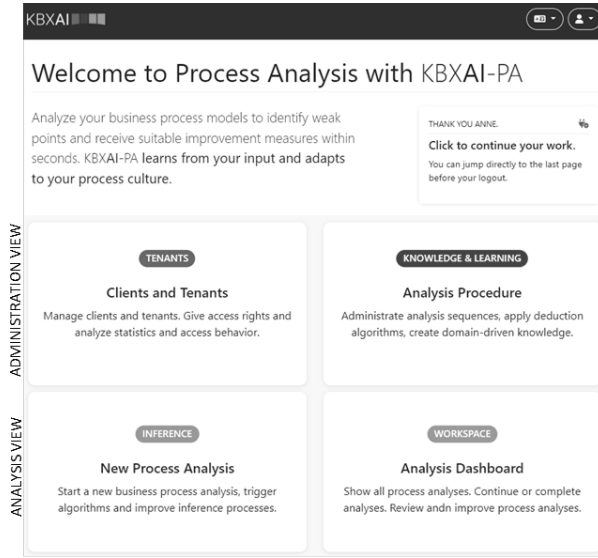 KBXAI
Welcome to Process Analysis with KBXAI-PA
Analyze your business process models to identify weak
points and receive suitable improvement measures within
seconds. KBXAI-PA learns from your input and adapts
to your process culture.
THANK YOU ANNE.
Click to continue your work.
You can jump directly to the last page
before your logout.
ADMINISTRATION VIEW
TENANTS
Clients and Tenants
Manage clients and tenants. Give access rights and
analyze statistics and access behavior.
KNOWLEDGE & LEARNING
Analysis Procedure
Administrate analysis sequences, apply deduction
algorithms, create domain-driven knowledge.
ANALYSIS VIEW
INFERENCE
New Process Analysis
Start a new business process analysis, trigger
algorithms and improve inference processes.
WORKSPACE
Analysis Dashboard
Show all process analyses. Continue or complete
analyses. Review andn improve process analyses.